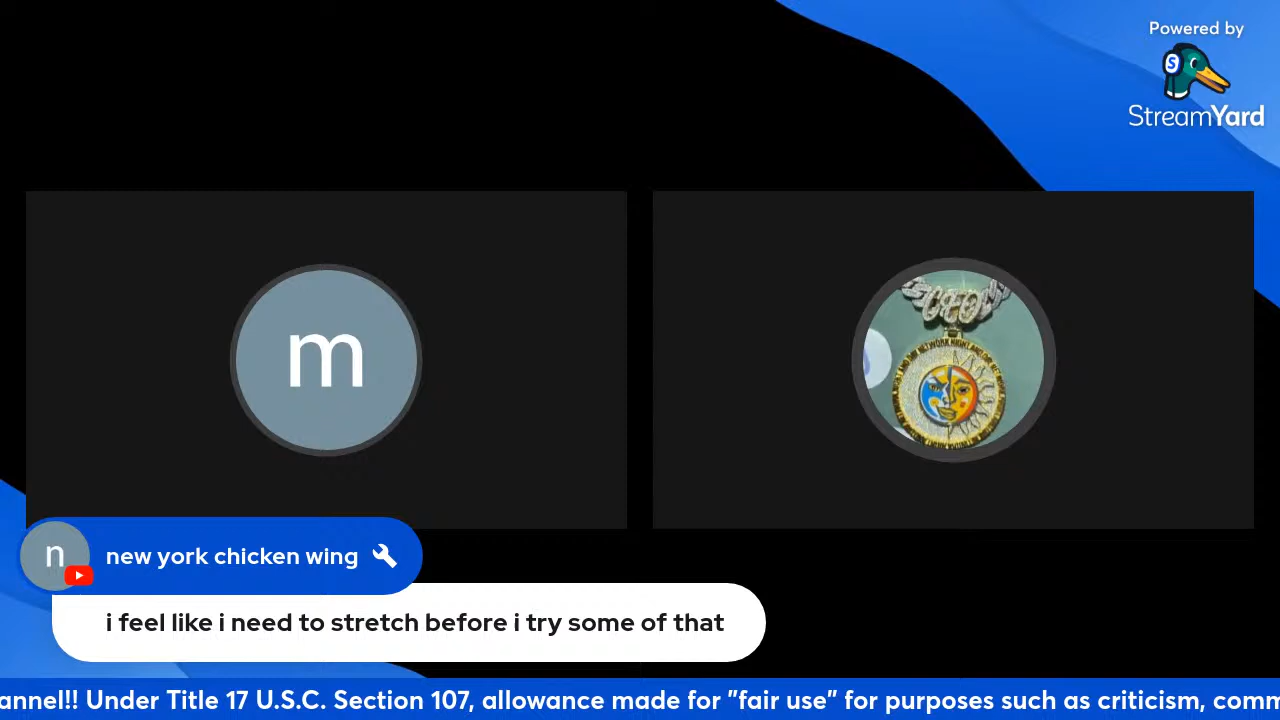 Powered by
S
StreamYard
m
CEO
n
new york chicken wing
i feel like i need to stretch before i try some of that
annel!! Under Title 17 U.S.C. Section 107, allowance made for "fair use" for purposes such as criticism, comm